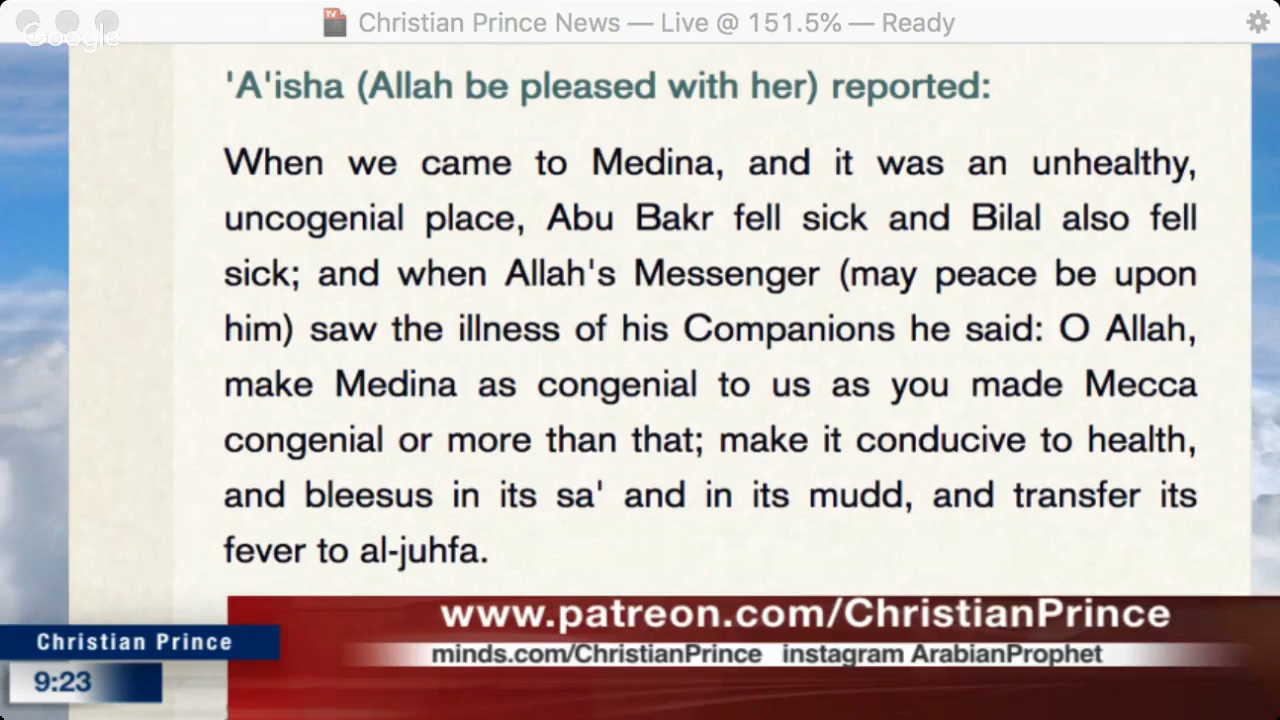 Christian Prince News — Live @ 151.5% — Ready
Google
'A'isha (Allah be pleased with her) reported:
When we came to Medina, and it was an unhealthy,
uncogenial place, Abu Bakr fell sick and Bilal also fell
sick; and when Allah's Messenger (may peace be upon
him) saw the illness of his Companions he said: O Allah,
make Medina as congenial to us as you made Mecca
congenial or more than that; make it conducive to health,
and bleesus in its sa' and in its mudd, and transfer its
fever to al-juhfa.
www.patreon.com/ChristianPrince
minds.com/ChristianPrince instagram ArabianProphet
Christian Prince
9:23